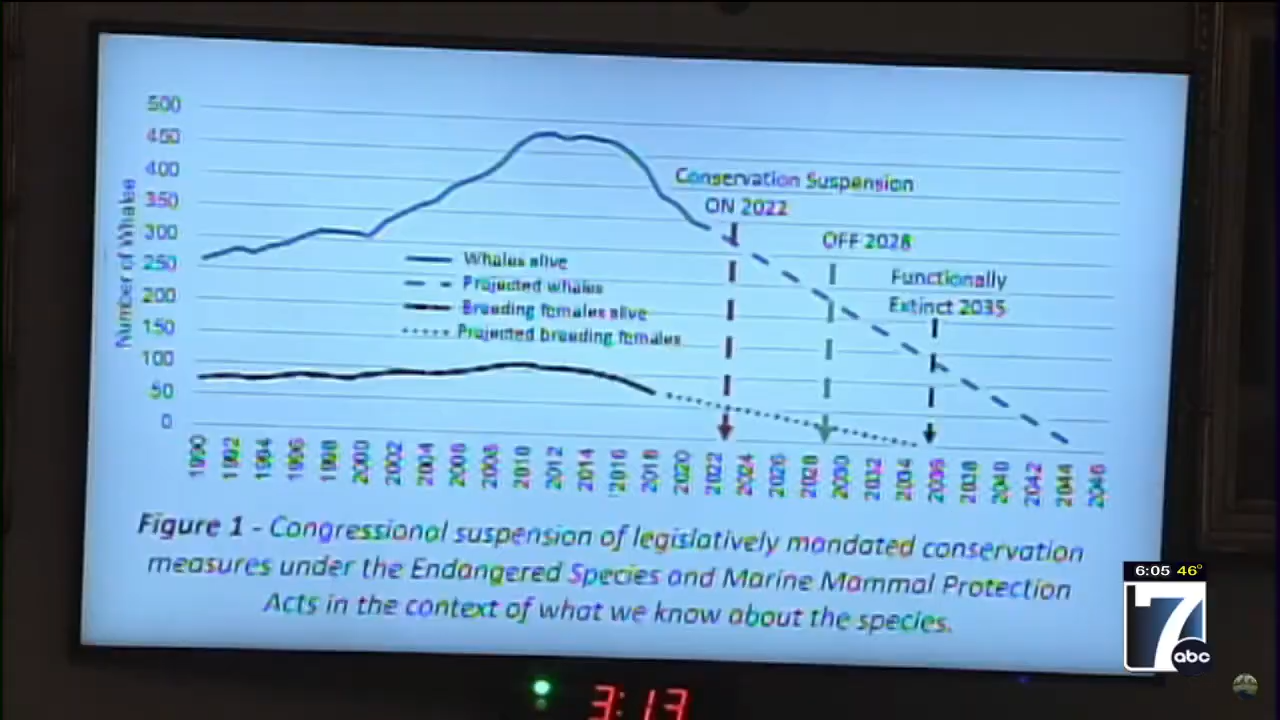 500
450
400
350
300
250
200
150
100
50
0
Number of Whales
Conservation Suspension
ON 2022
OFF 2028
Functionally
Extinct 2035
Whales alive
Projected whales
Breeding females alive
Projected breeding females
1990 1992 1994 1996 1998 2000 2002 2004 2006 2008 2010 2012 2014 2016 2018 2020 2022 2024 2026 2028 2030 2032 2034 2036 2038 2040 2042 2044 2046
Figure 1 - Congressional suspension of legislatively mandated conservation
measures under the Endangered Species and Marine Mammal Protection
Acts in the context of what we know about the species.
6:05 46°
7
abc
3:13